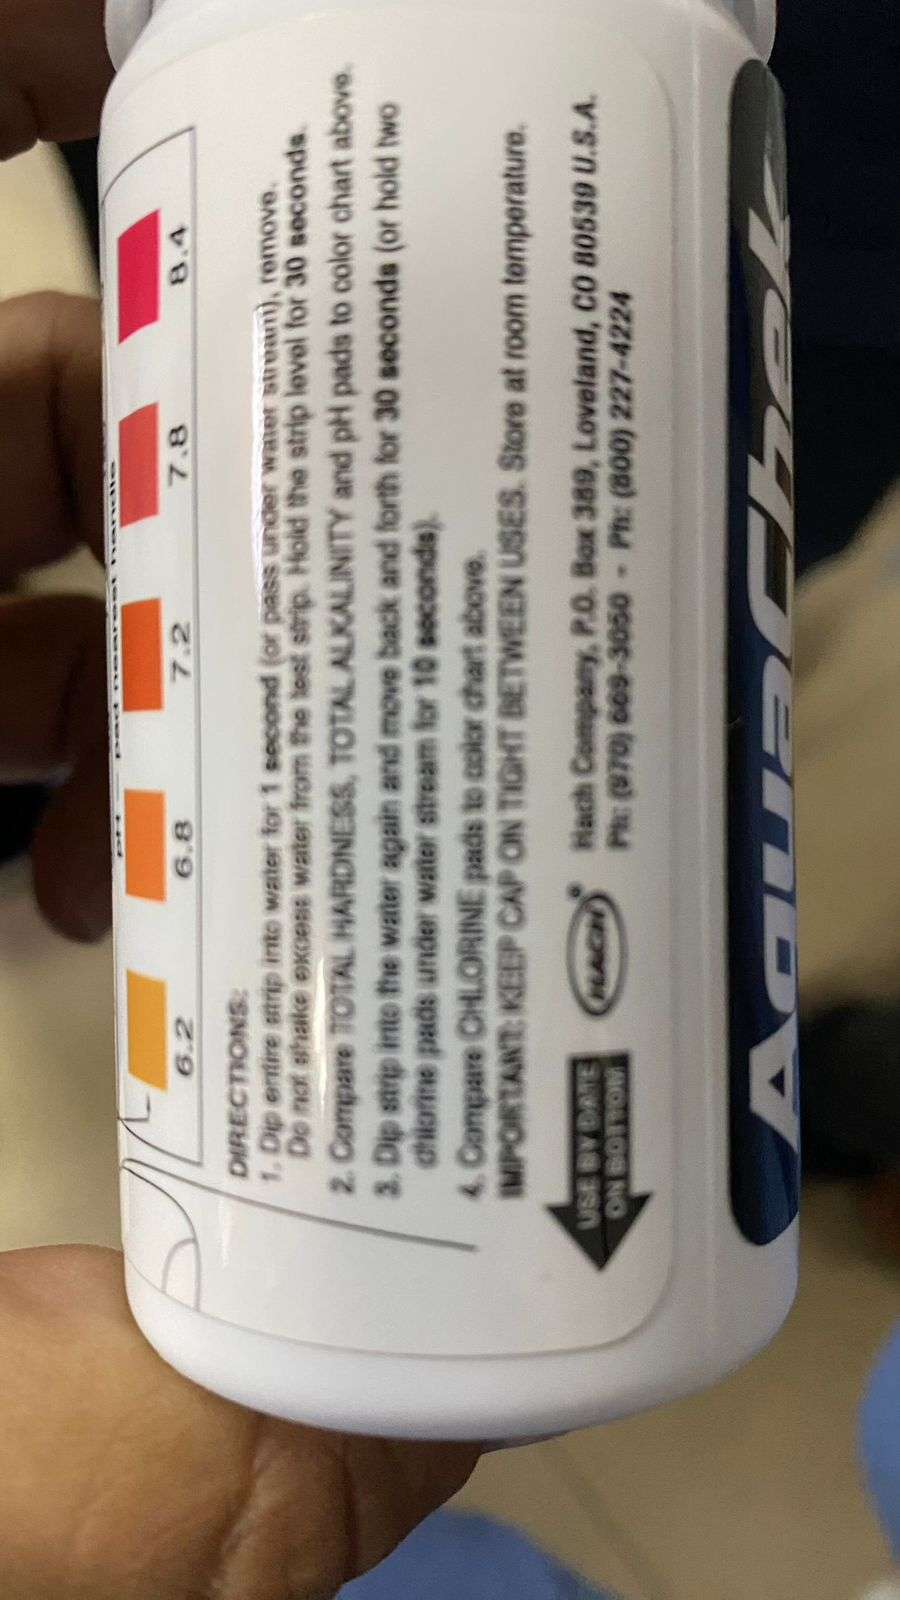 pH — pad nearest handle
6.2 6.8 7.2 7.8 8.4
DIRECTIONS:
1. Dip entire strip into water for 1 second (or pass under water stream), remove.
Do not shake excess water from the test strip. Hold the strip level for 30 seconds.
2. Compare TOTAL HARDNESS, TOTAL ALKALINITY and pH pads to color chart above.
3. Dip strip into the water again and move back and forth for 30 seconds (or hold two
chlorine pads under water stream for 10 seconds).
4. Compare CHLORINE pads to color chart above.
IMPORTANT: KEEP CAP ON TIGHT BETWEEN USES. Store at room temperature.
USE BY DATE
ON BOTTOM
HACH®
Hach Company, P.O. Box 389, Loveland, CO 80539 U.S.A.
Ph: (970) 669-3050 - Ph: (800) 227-4224
AquaChek